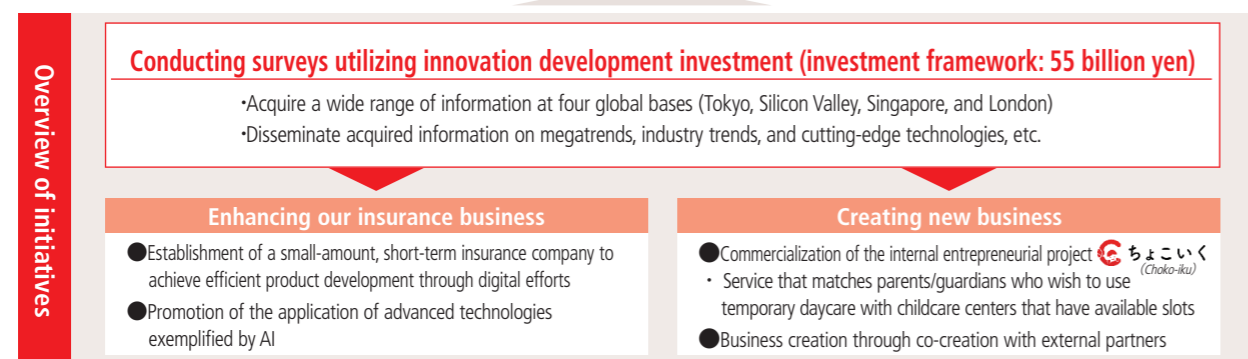 Overview of initiatives
Conducting surveys utilizing innovation development investment (investment framework: 55 billion yen)
・Acquire a wide range of information at four global bases (Tokyo, Silicon Valley, Singapore, and London)
・Disseminate acquired information on megatrends, industry trends, and cutting-edge technologies, etc.
Enhancing our insurance business
●Establishment of a small-amount, short-term insurance company to
achieve efficient product development through digital efforts
●Promotion of the application of advanced technologies
exemplified by AI
Creating new business
●Commercialization of the internal entrepreneurial project ちょこいく
(Choko-iku)
・ Service that matches parents/guardians who wish to use
temporary daycare with childcare centers that have available slots
●Business creation through co-creation with external partners